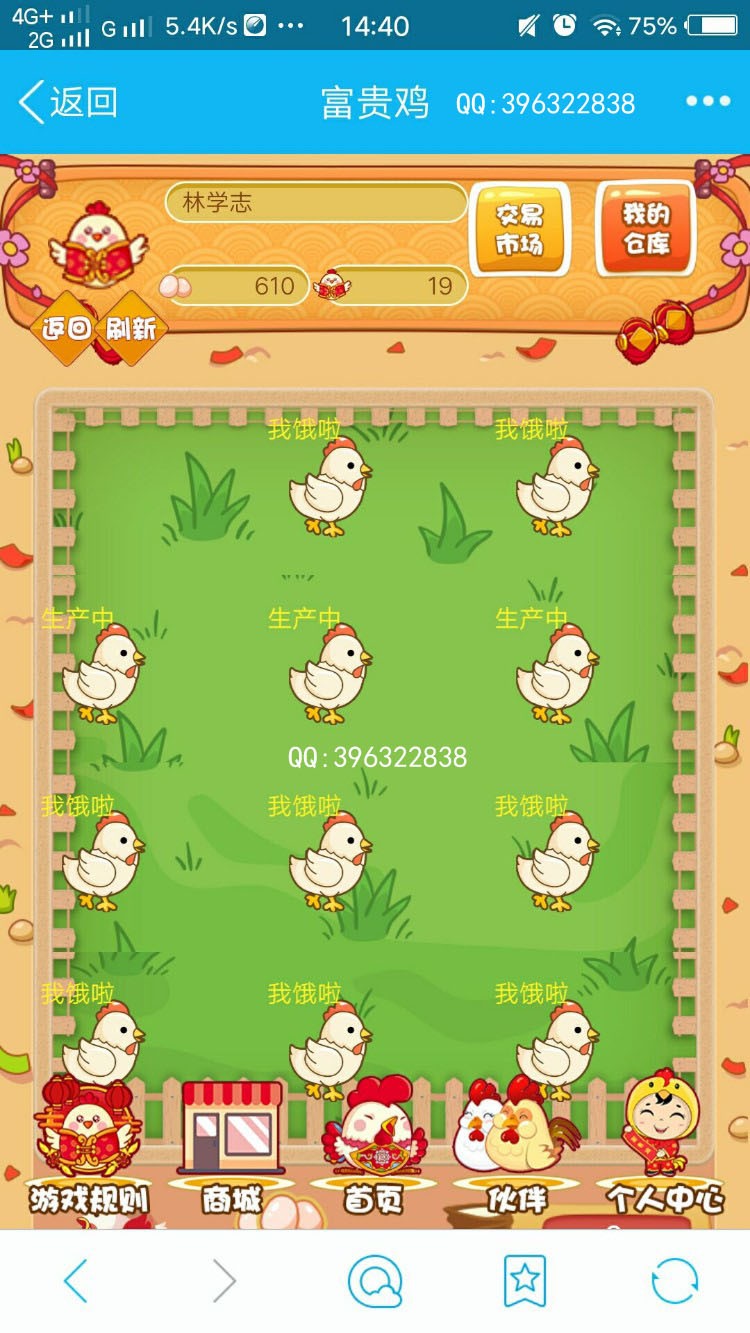 4G+
2G
G
5.4K/s
14:40
75%
返回
富贵鸡
QQ:396322838
林学志
610
19
交易
市场
我的
仓库
返回
刷新
我饿啦
我饿啦
生产中
生产中
生产中
QQ:396322838
我饿啦
我饿啦
我饿啦
我饿啦
我饿啦
我饿啦
游戏规则
商城
首页
伙伴
个人中心